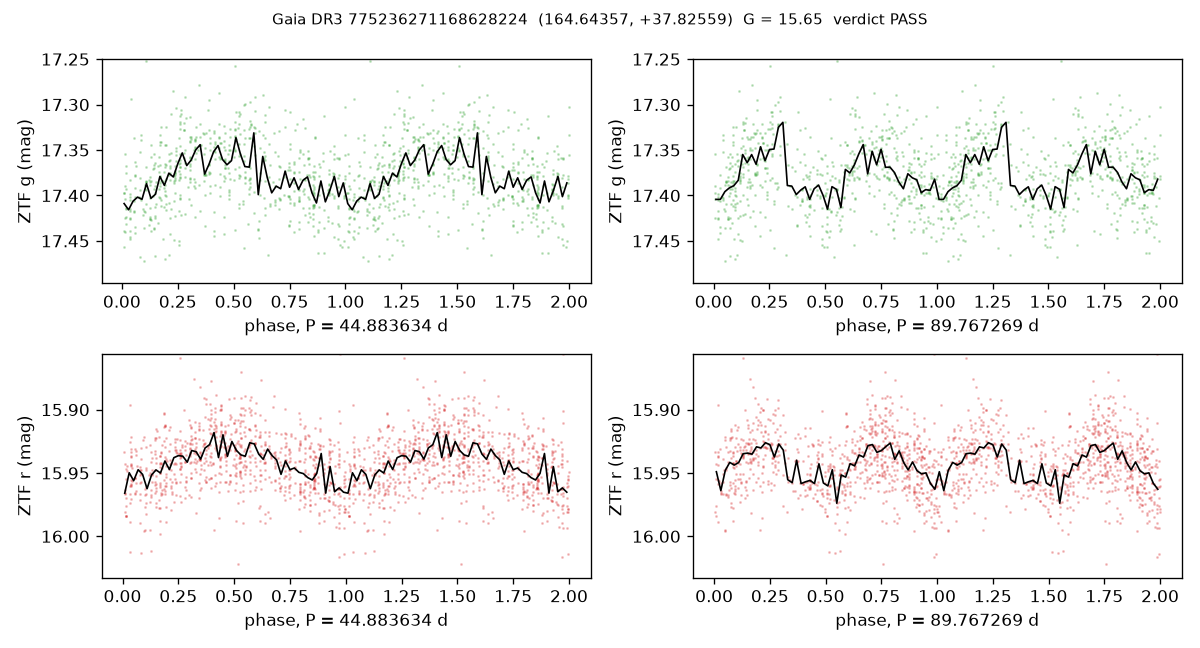 Gaia DR3 775236271168628224 (164.64357, +37.82559) G = 15.65 verdict PASS
17.25
17.30
17.35
17.40
17.45
ZTF g (mag)
0.00 0.25 0.50 0.75 1.00 1.25 1.50 1.75 2.00
phase, P = 44.883634 d
17.25
17.30
17.35
17.40
17.45
ZTF g (mag)
0.00 0.25 0.50 0.75 1.00 1.25 1.50 1.75 2.00
phase, P = 89.767269 d
15.90
15.95
16.00
ZTF r (mag)
0.00 0.25 0.50 0.75 1.00 1.25 1.50 1.75 2.00
phase, P = 44.883634 d
15.90
15.95
16.00
ZTF r (mag)
0.00 0.25 0.50 0.75 1.00 1.25 1.50 1.75 2.00
phase, P = 89.767269 d